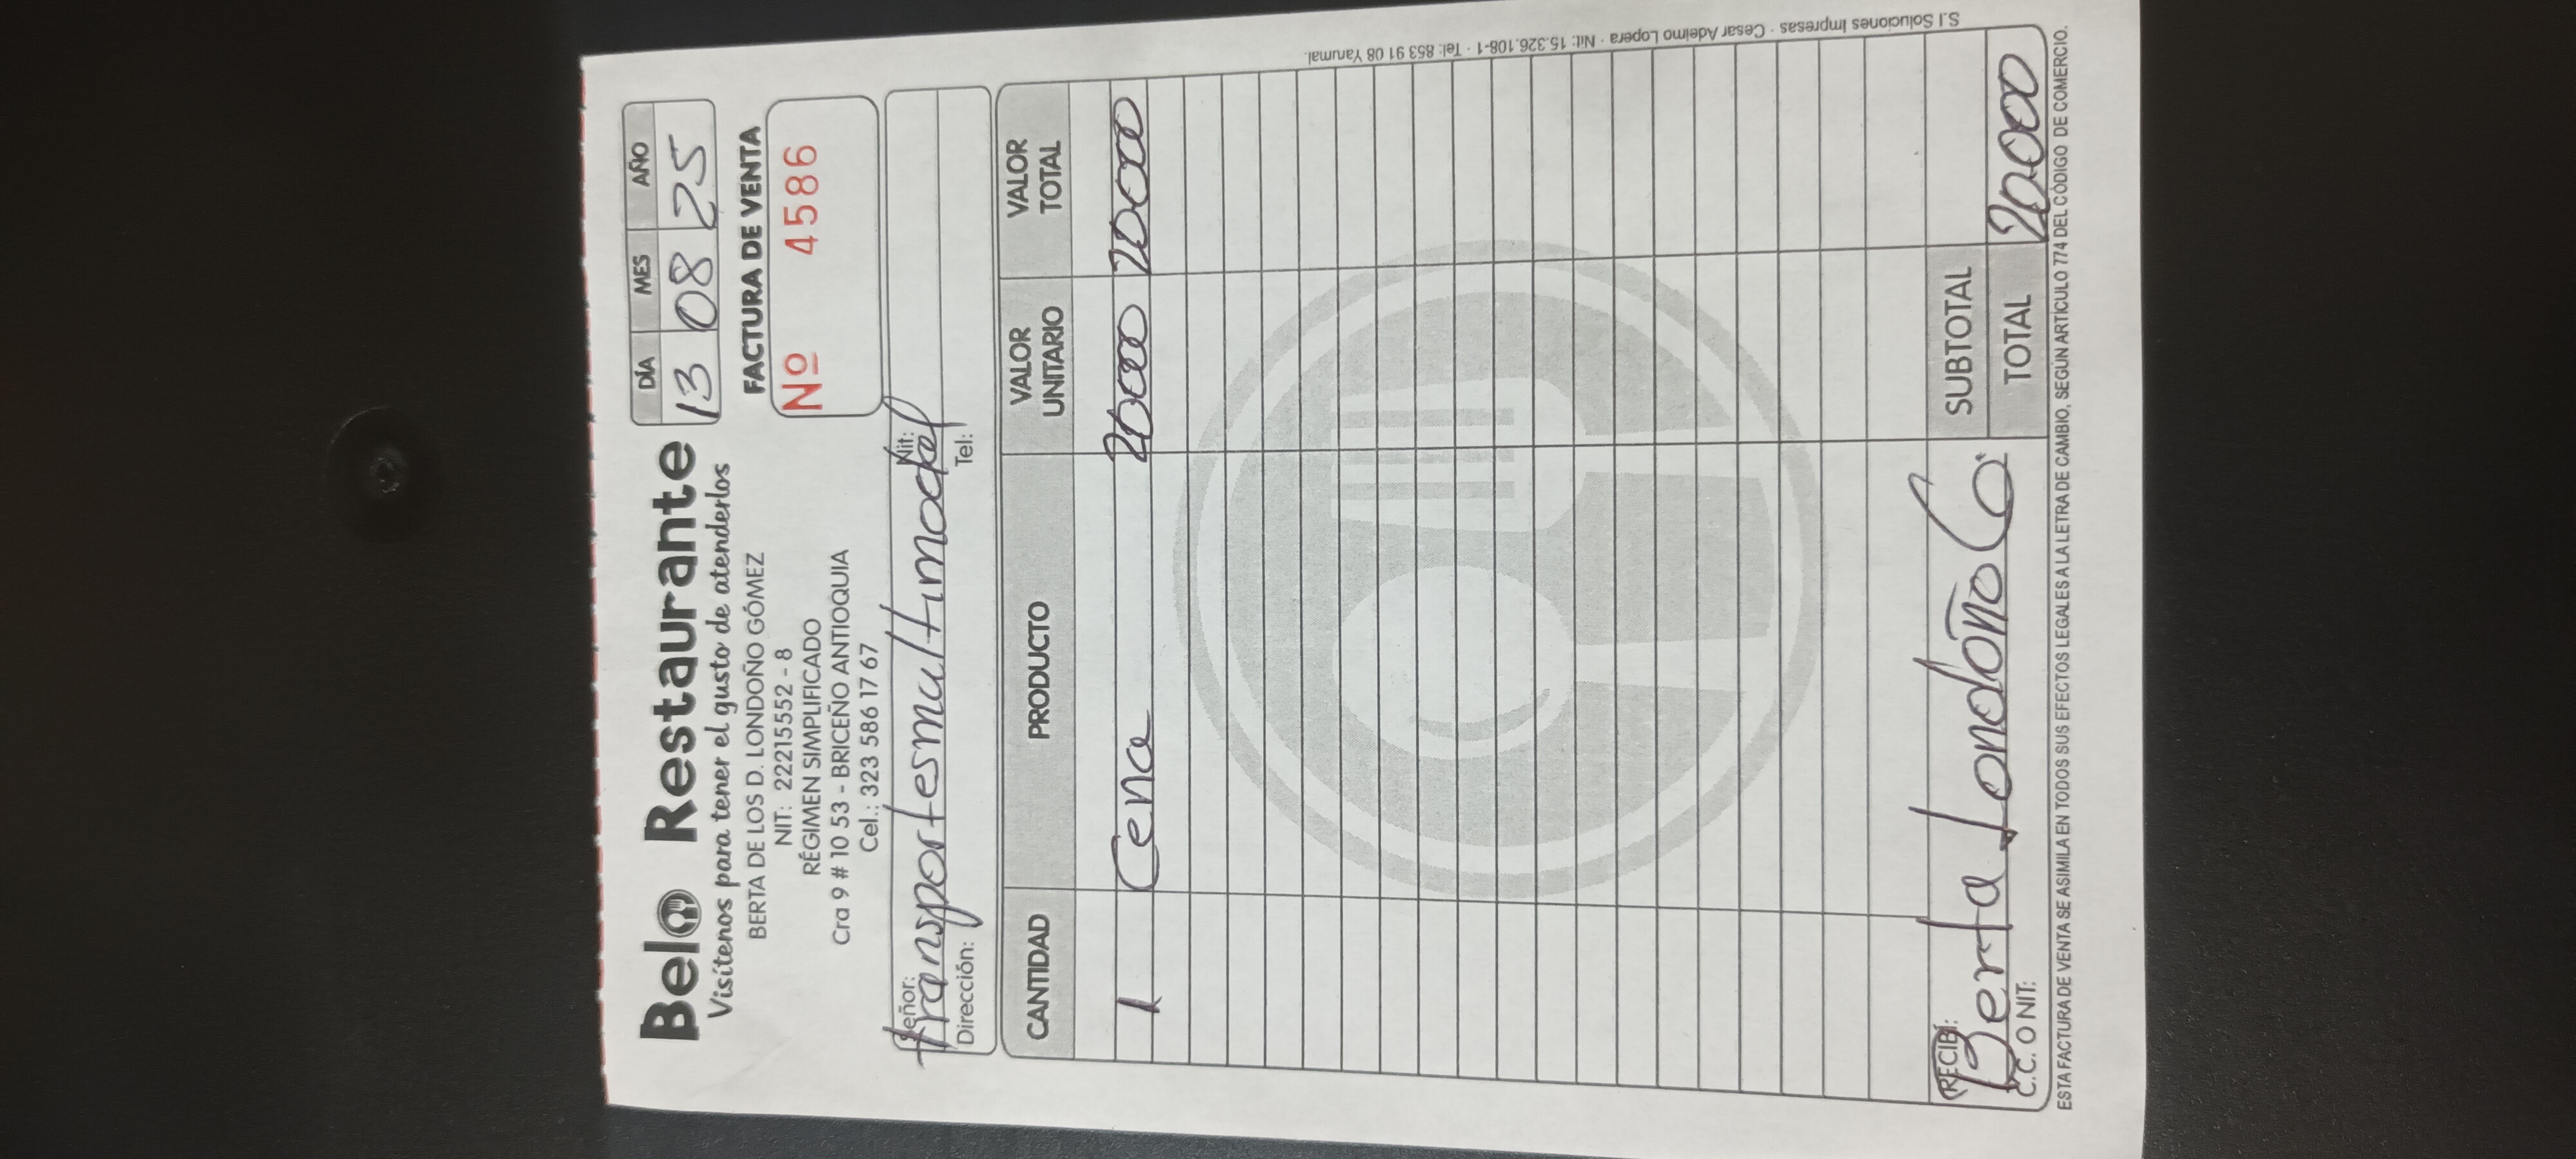 Belo Restaurante
Visítenos para tener el gusto de atenderlos
BERTA DE LOS D. LONDOÑO GÓMEZ
NIT: 22215552 - 8
RÉGIMEN SIMPLIFICADO
Cra 9 # 10 53 - BRICEÑO ANTIOQUIA
Cel.: 323 586 17 67
DÍA MES AÑO
13 08 25
FACTURA DE VENTA
Nº 4586
Señor: Transportesmultimodal Nit:
Dirección: Tel:
CANTIDAD PRODUCTO VALOR UNITARIO VALOR TOTAL
1 Cena 20000 20000
SUBTOTAL
TOTAL 20000
RECIBÍ: Berta Londoño G.
C.C. O NIT:
ESTA FACTURA DE VENTA SE ASIMILA EN TODOS SUS EFECTOS LEGALES A LA LETRA DE CAMBIO, SEGUN ARTÍCULO 774 DEL CÓDIGO DE COMERCIO.
S.I Soluciones Impresas · Cesar Adelmo Lopera · Nit: 15.326.108-1 · Tel: 853 91 08 Yarumal.